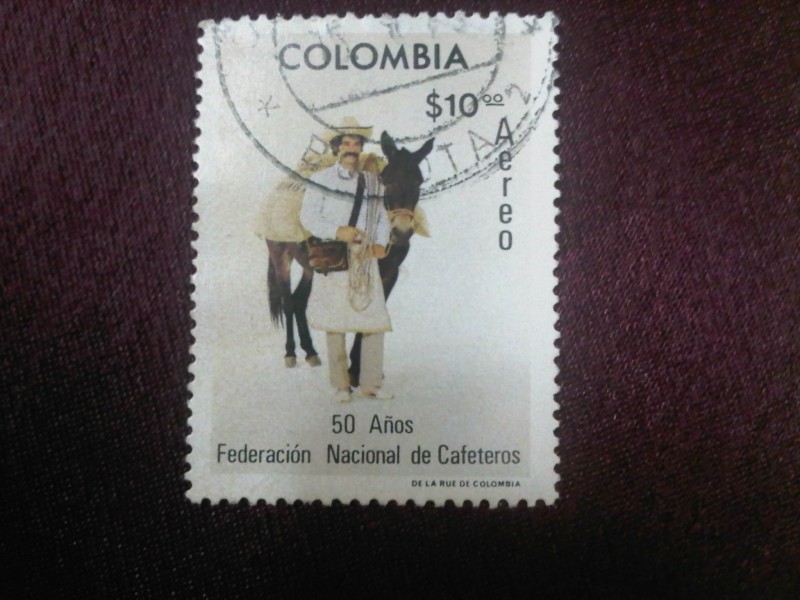 COLOMBIA
$10.00
Aereo
50 Años
Federación Nacional de Cafeteros
DE LA RUE DE COLOMBIA